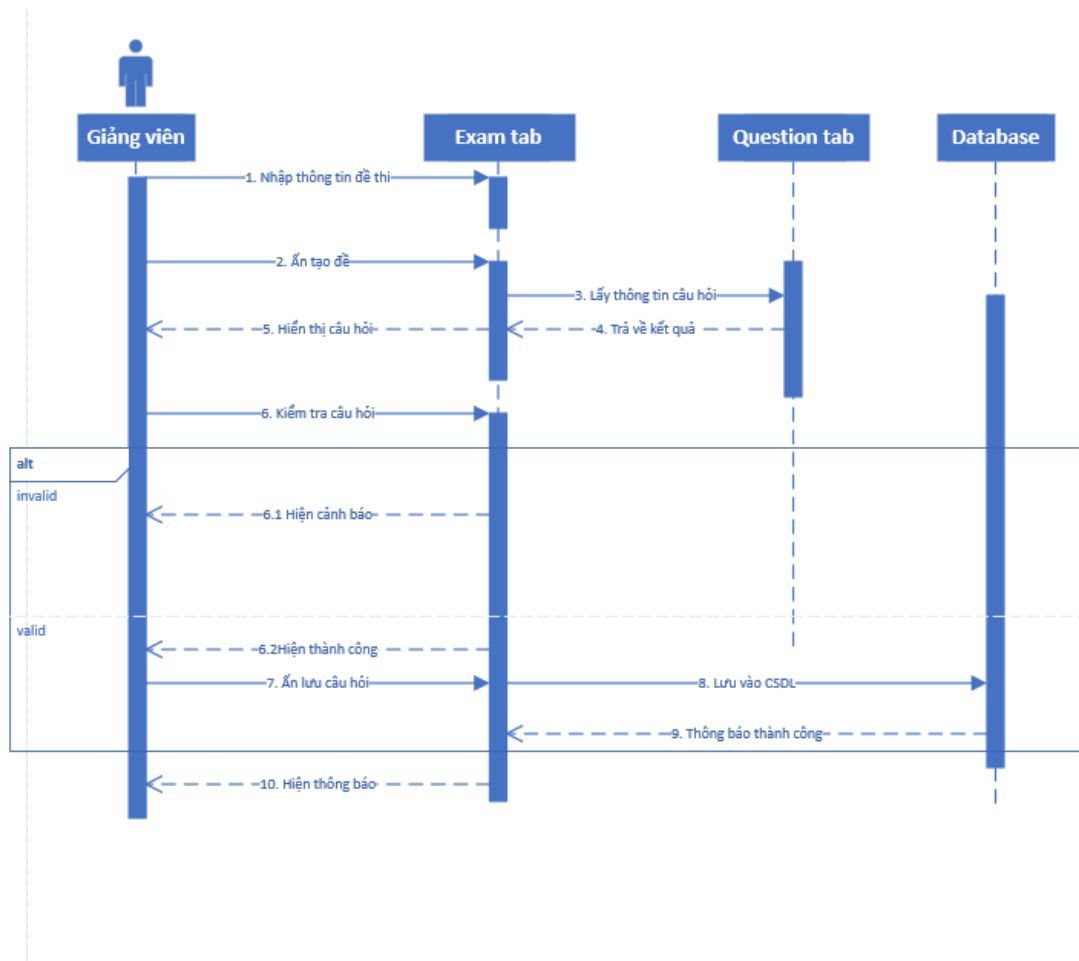 Giảng viên
Exam tab
Question tab
Database
1. Nhập thông tin đề thi
2. Ấn tạo đề
3. Lấy thông tin câu hỏi
5. Hiển thị câu hỏi
4. Trả về kết quả
6. Kiểm tra câu hỏi
alt
invalid
6.1 Hiện cảnh báo
valid
6.2Hiện thành công
7. Ấn lưu câu hỏi
8. Lưu vào CSDL
9. Thông báo thành công
10. Hiện thông báo